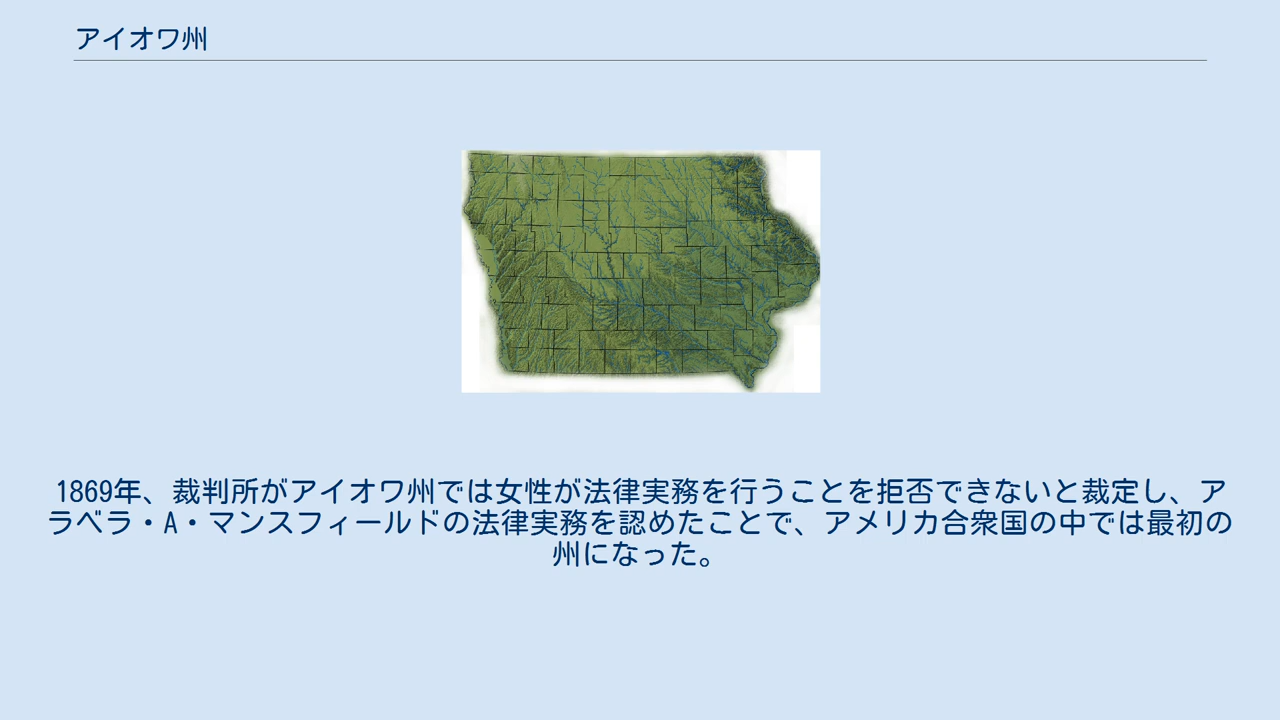 アイオワ州
1869年、裁判所がアイオワ州では女性が法律実務を行うことを拒否できないと裁定し、ア
ラベラ・A・マンスフィールドの法律実務を認めたことで、アメリカ合衆国の中では最初の
州になった。